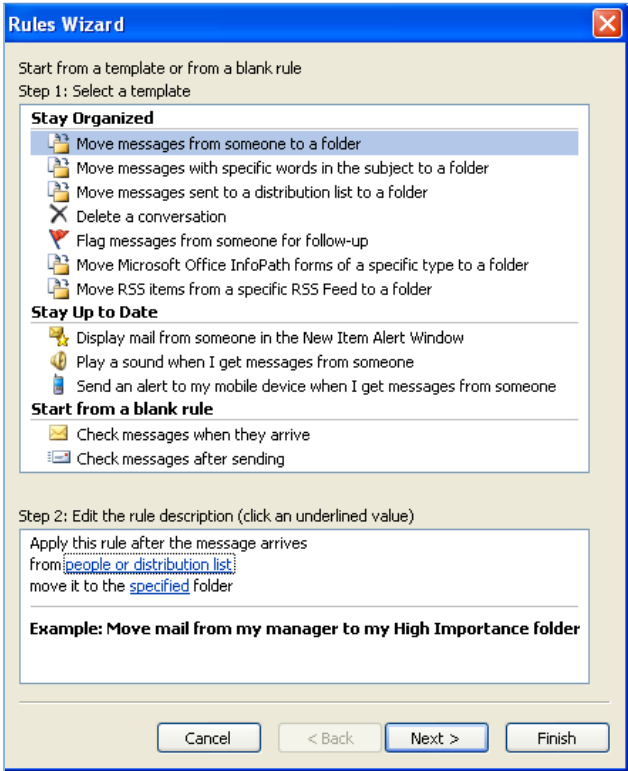 Rules Wizard
Start from a template or from a blank rule
Step 1: Select a template
Stay Organized
Move messages from someone to a folder
Move messages with specific words in the subject to a folder
Move messages sent to a distribution list to a folder
Delete a conversation
Flag messages from someone for follow-up
Move Microsoft Office InfoPath forms of a specific type to a folder
Move RSS items from a specific RSS Feed to a folder
Stay Up to Date
Display mail from someone in the New Item Alert Window
Play a sound when I get messages from someone
Send an alert to my mobile device when I get messages from someone
Start from a blank rule
Check messages when they arrive
Check messages after sending
Step 2: Edit the rule description (click an underlined value)
Apply this rule after the message arrives
from people or distribution list
move it to the specified folder
Example: Move mail from my manager to my High Importance folder
Cancel < Back Next > Finish